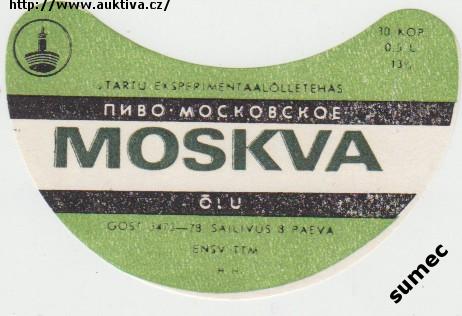 http://www.auktiva.cz/
30 KOP
0.5 L
13%
"TARTU" EKSPERIMENTAALÕLLETEHAS
ПИВО·МОСКОВСКОЕ
MOSKVA
ÕLU
GOST 3473—78 SÄILIVUS 8 PÄEVA
ENSV TTM
sumec